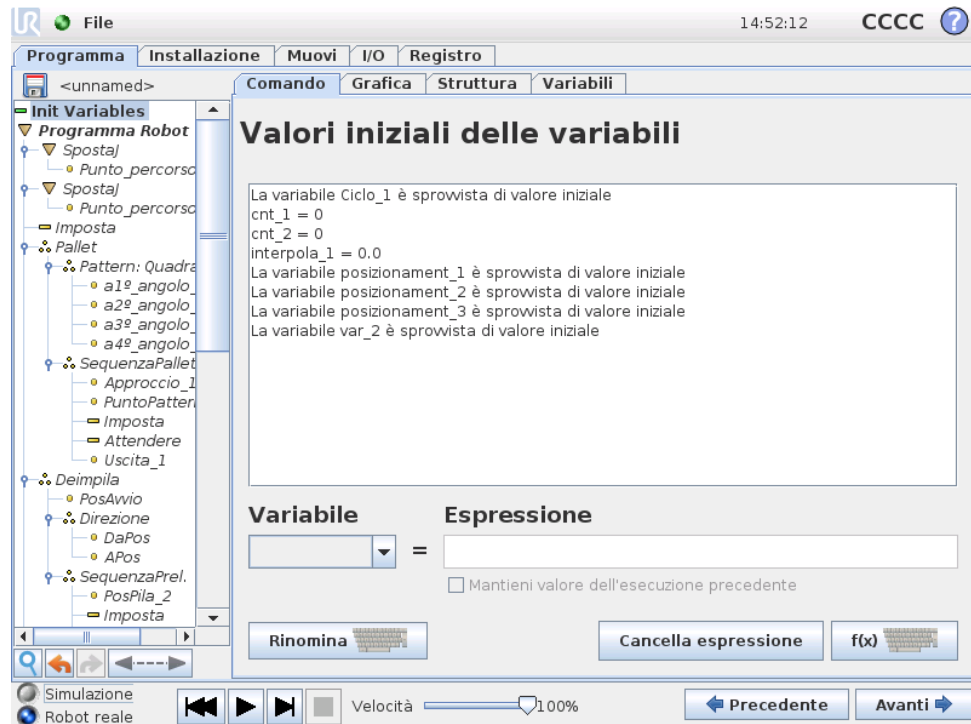 UR File 14:52:12 CCCC ?
Programma Installazione Muovi I/O Registro
<unnamed>
Comando Grafica Struttura Variabili
Init Variables
Programma Robot
SpostaJ
Punto_percorso
SpostaJ
Punto_percorso
Imposta
Pallet
Pattern: Quadra
a1º_angolo_
a2º_angolo_
a3º_angolo_
a4º_angolo_
SequenzaPallet
Approccio_1
PuntoPatter
Imposta
Attendere
Uscita_1
Deimpila
PosAvvio
Direzione
DaPos
APos
SequenzaPrel.
PosPila_2
Imposta
Valori iniziali delle variabili
La variabile Ciclo_1 è sprovvista di valore iniziale
cnt_1 = 0
cnt_2 = 0
interpola_1 = 0.0
La variabile posizionament_1 è sprovvista di valore iniziale
La variabile posizionament_2 è sprovvista di valore iniziale
La variabile posizionament_3 è sprovvista di valore iniziale
La variabile var_2 è sprovvista di valore iniziale
Variabile Espressione
=
Mantieni valore dell'esecuzione precedente
Rinomina Cancella espressione f(x)
Simulazione
Robot reale
Velocità 100% Precedente Avanti